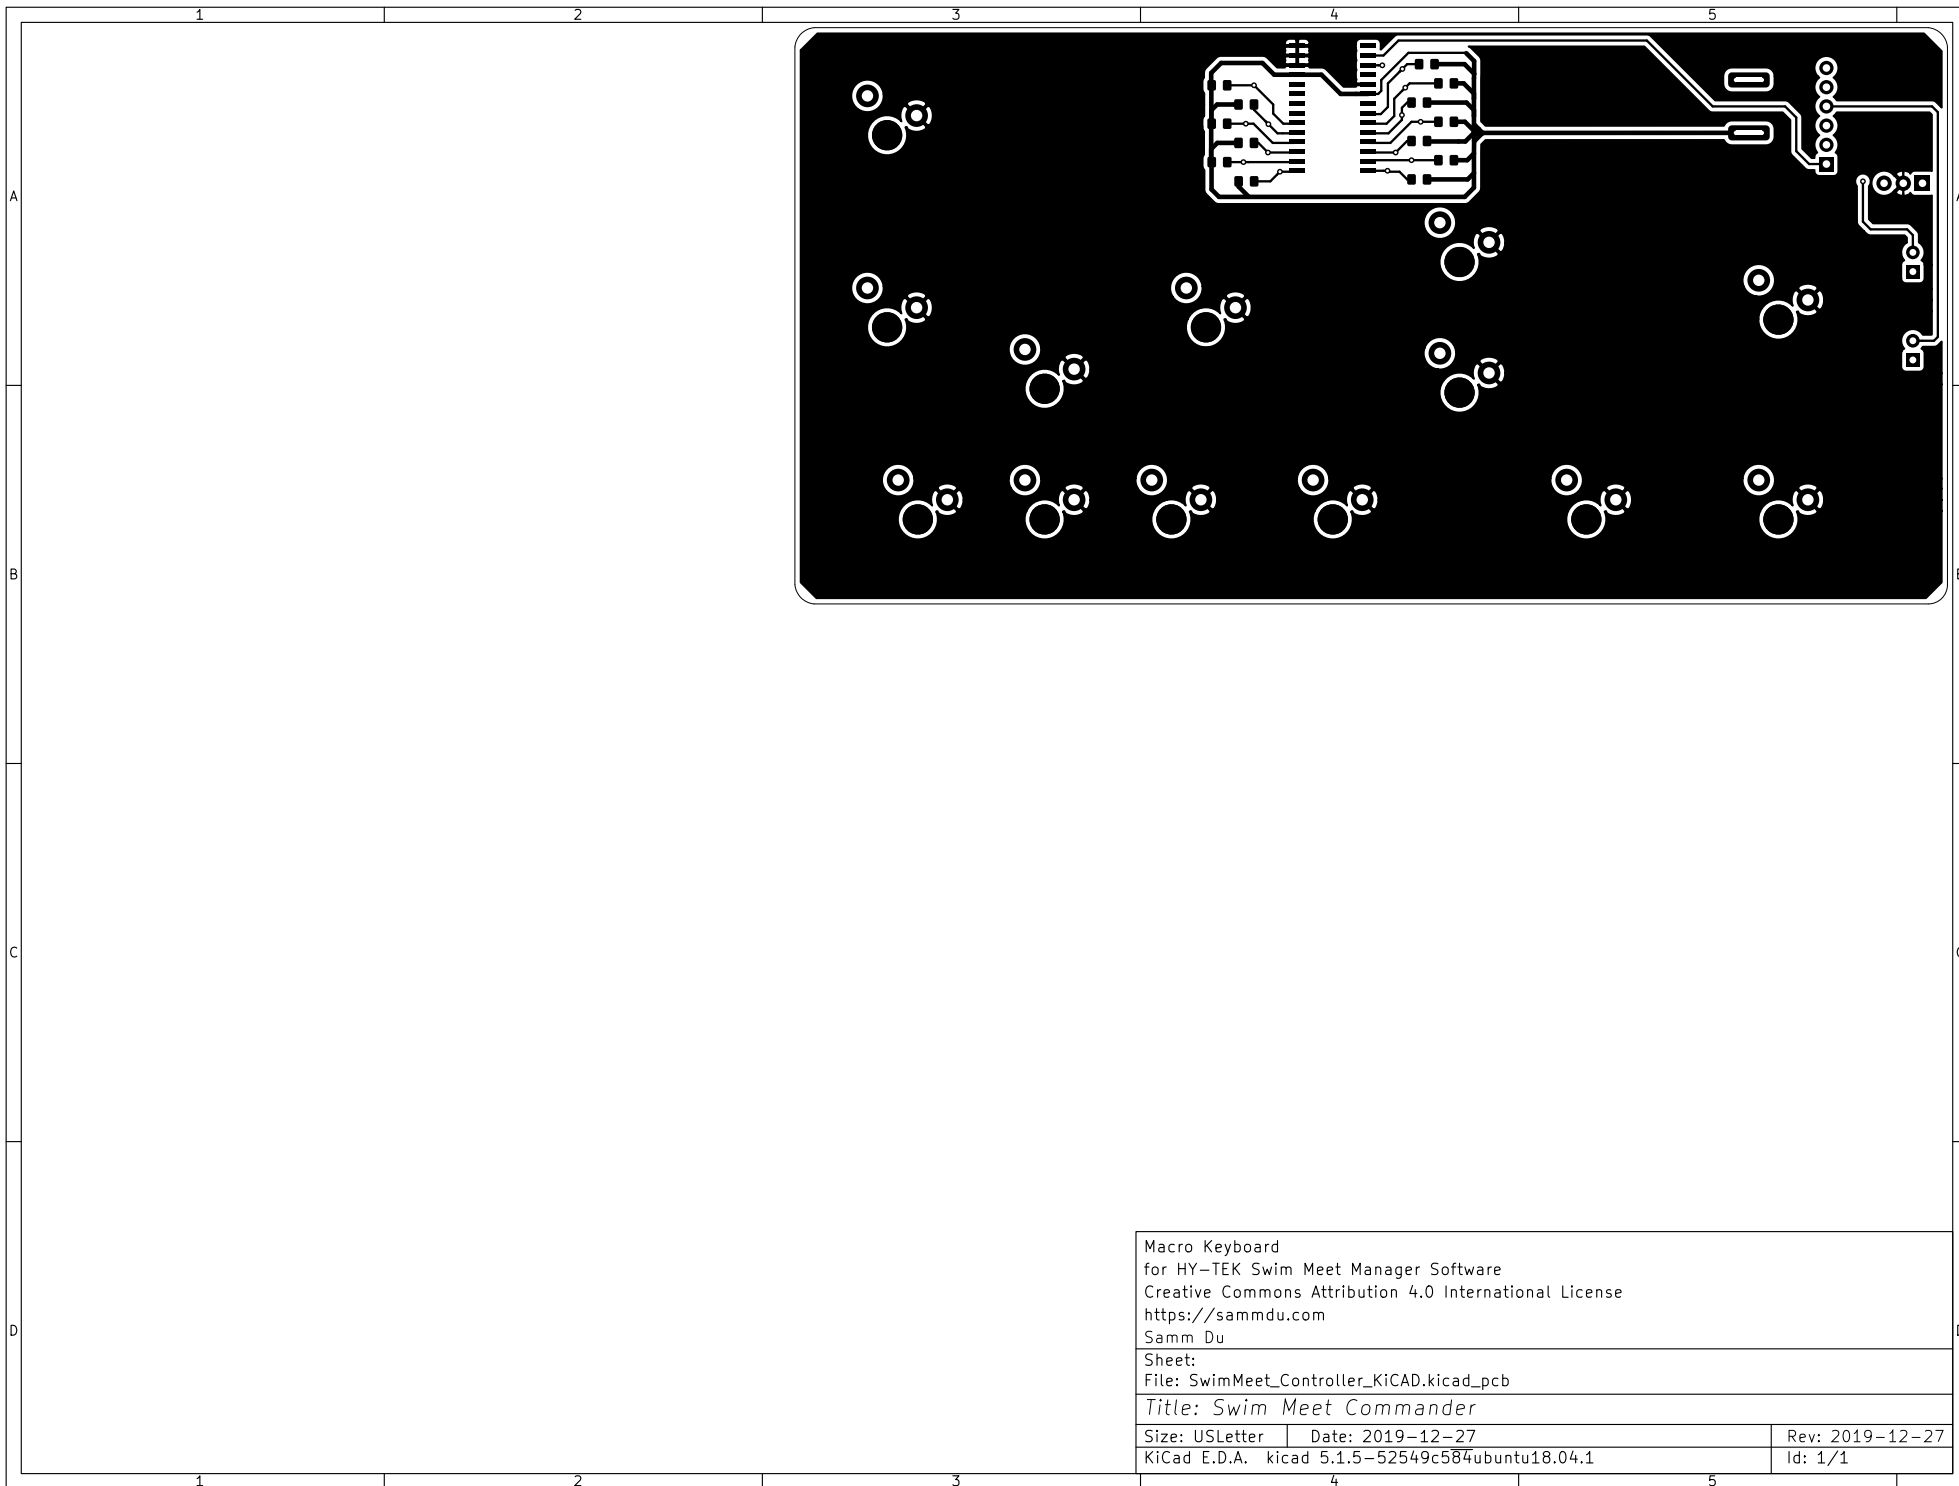 1 2 3 4 5
A
B
C
D
Macro Keyboard
for HY-TEK Swim Meet Manager Software
Creative Commons Attribution 4.0 International License
https://sammdu.com
Samm Du
Sheet:
File: SwimMeet_Controller_KiCAD.kicad_pcb
Title: Swim Meet Commander
Size: USLetter Date: 2019-12-27 Rev: 2019-12-27
KiCad E.D.A. kicad 5.1.5-52549c584ubuntu18.04.1 Id: 1/1
1 2 3 4 5